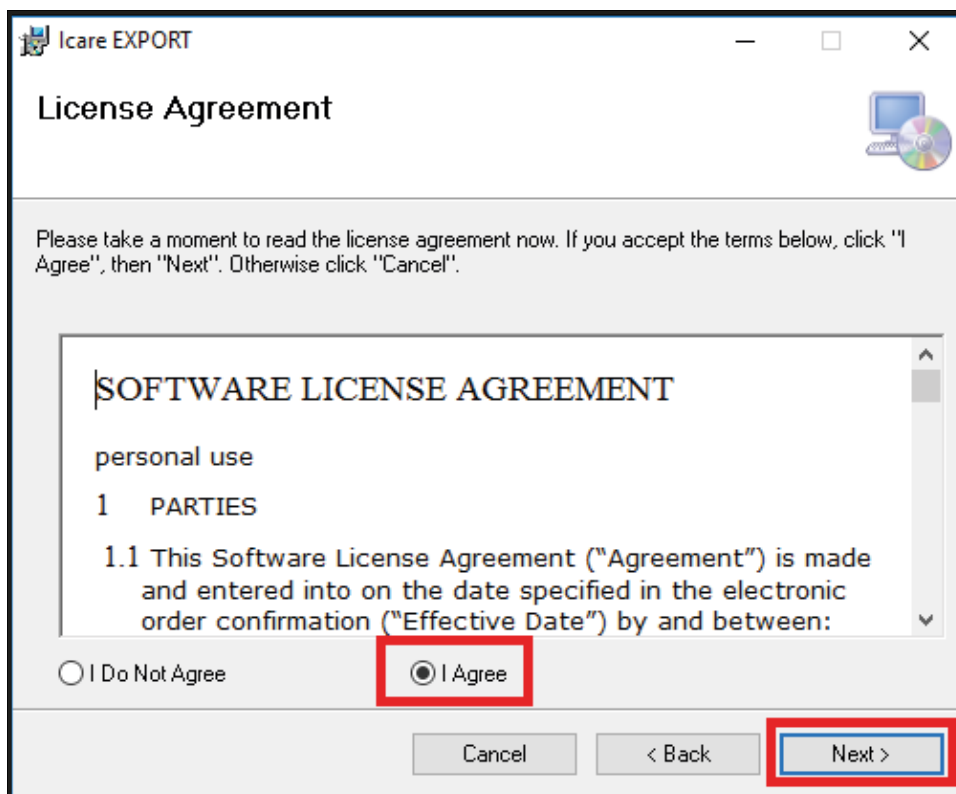 Icare EXPORT
License Agreement
Please take a moment to read the license agreement now. If you accept the terms below, click "I
Agree", then "Next". Otherwise click "Cancel".
SOFTWARE LICENSE AGREEMENT
personal use
1 PARTIES
1.1 This Software License Agreement (“Agreement”) is made
and entered into on the date specified in the electronic
order confirmation (“Effective Date”) by and between:
I Do Not Agree
I Agree
Cancel
< Back
Next >